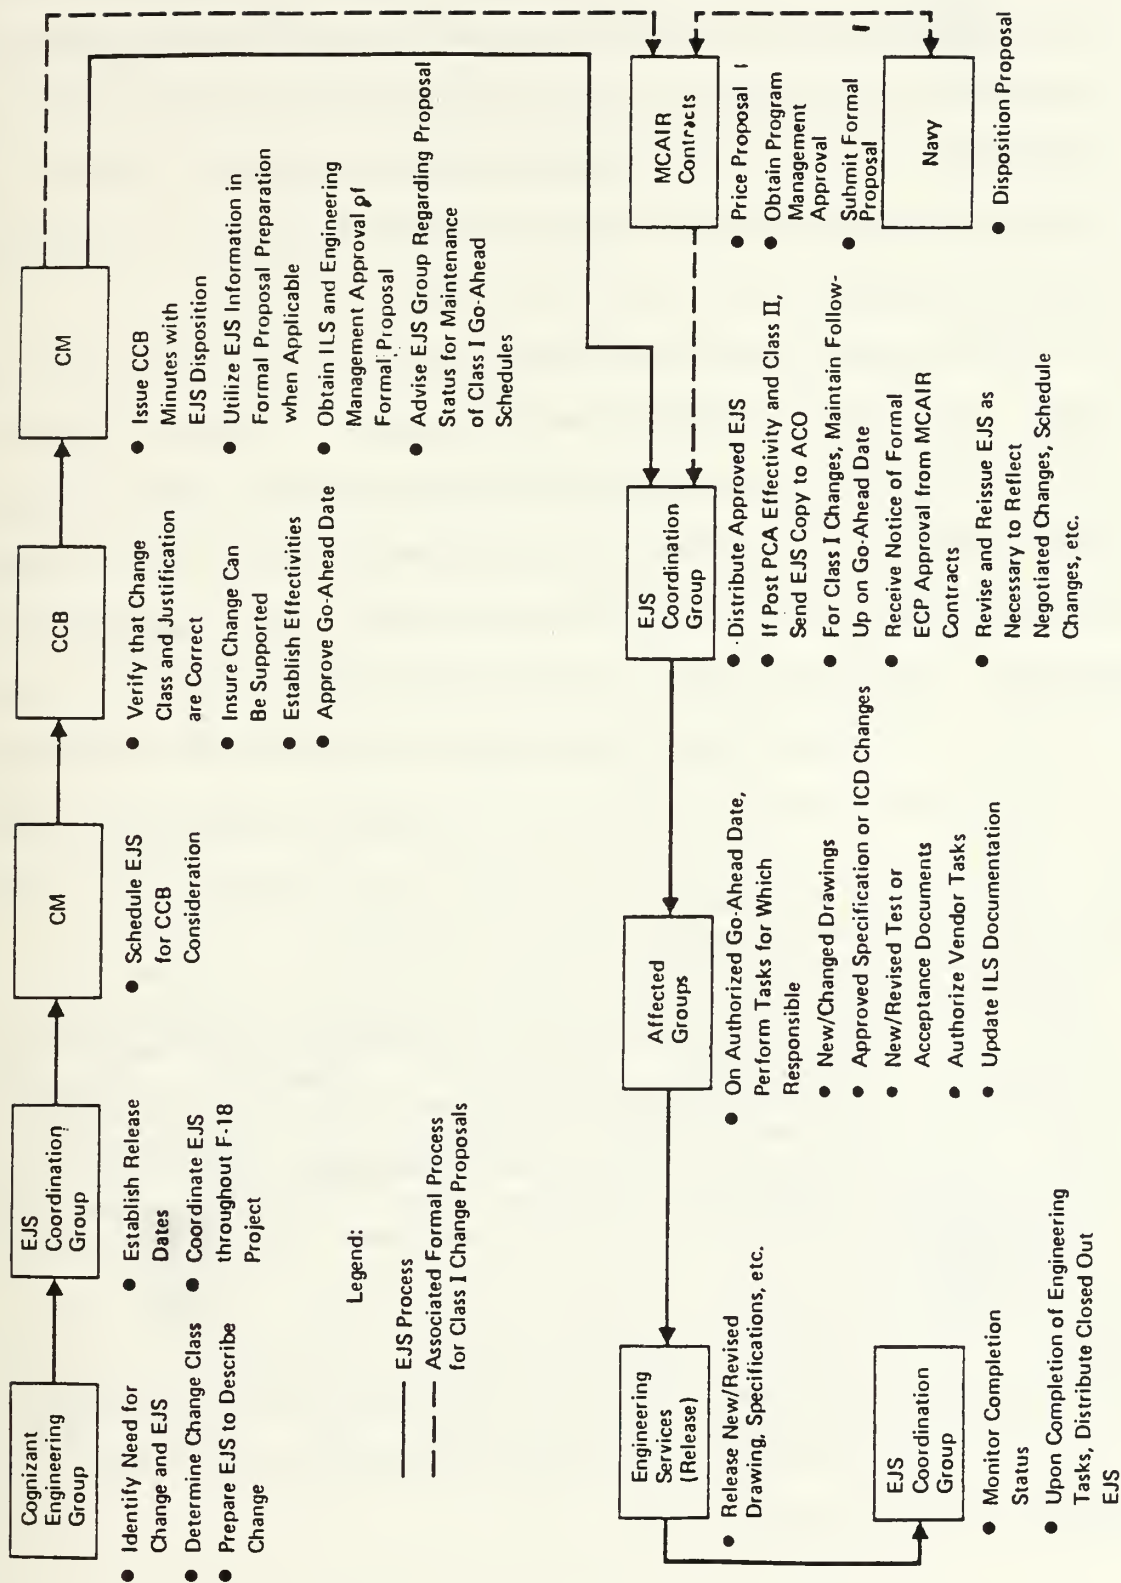 Cognizant
Engineering
Group
● Identify Need for
Change and EJS
● Determine Change Class
● Prepare EJS to Describe
Change
EJS
Coordination
Group
● Establish Release
Dates
● Coordinate EJS
throughout F-18
Project
CM
● Schedule EJS
for CCB
Consideration
CCB
● Verify that Change
Class and Justification
are Correct
● Insure Change Can
Be Supported
● Establish Effectivities
● Approve Go-Ahead Date
CM
● Issue CCB
Minutes with
EJS Disposition
● Utilize EJS Information in
Formal Proposal Preparation
when Applicable
● Obtain ILS and Engineering
Management Approval of
Formal Proposal
● Advise EJS Group Regarding Proposal
Status for Maintenance
of Class I Go-Ahead
Schedules
Legend:
EJS Process
Associated Formal Process
for Class I Change Proposals
MCAIR
Contracts
● Price Proposal
● Obtain Program
Management
Approval
● Submit Formal
Proposal
Navy
● Disposition Proposal
EJS
Coordination
Group
● Distribute Approved EJS
● If Post PCA Effectivity and Class II,
Send EJS Copy to ACO
● For Class I Changes, Maintain Follow-
Up on Go-Ahead Date
● Receive Notice of Formal
ECP Approval from MCAIR
Contracts
● Revise and Reissue EJS as
Necessary to Reflect
Negotiated Changes, Schedule
Changes, etc.
Affected
Groups
● On Authorized Go-Ahead Date,
Perform Tasks for Which
Responsible
● New/Changed Drawings
● Approved Specification or ICD Changes
● New/Revised Test or
Acceptance Documents
● Authorize Vendor Tasks
● Update ILS Documentation
Engineering
Services
(Release)
● Release New/Revised
Drawing, Specifications, etc.
EJS
Coordination
Group
● Monitor Completion
Status
● Upon Completion of Engineering
Tasks, Distribute Closed Out
EJS